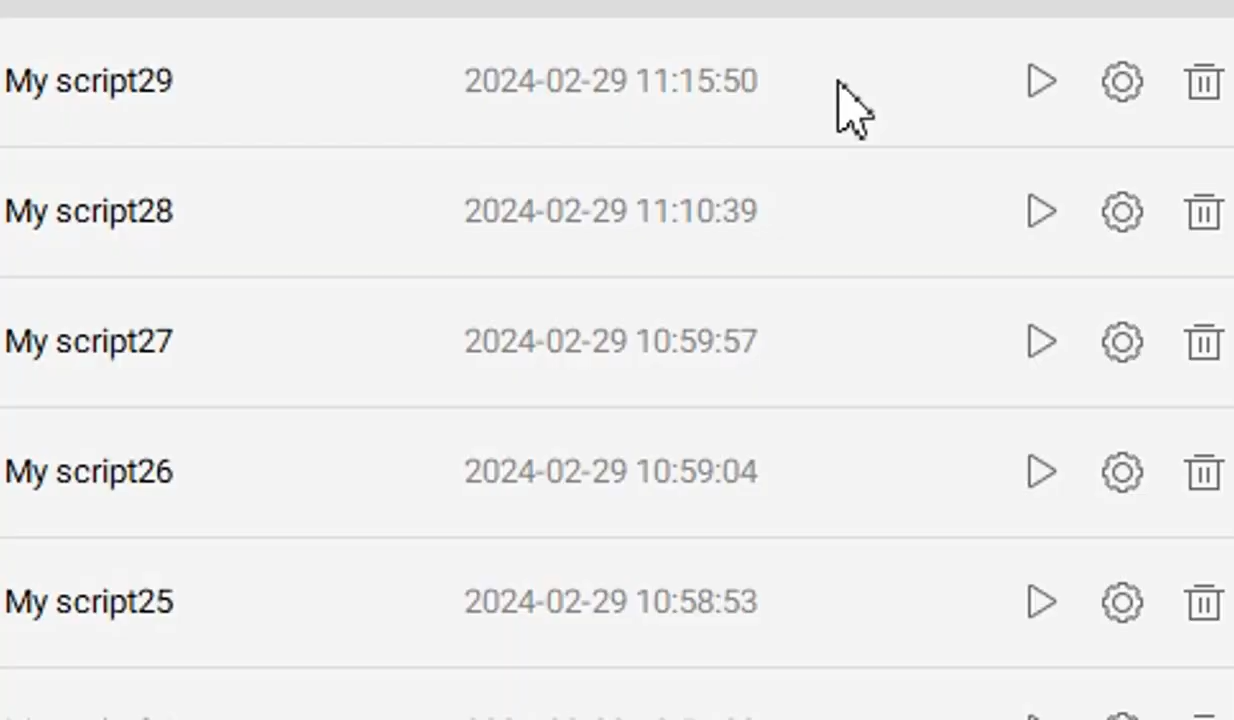 My script29 2024-02-29 11:15:50
My script28 2024-02-29 11:10:39
My script27 2024-02-29 10:59:57
My script26 2024-02-29 10:59:04
My script25 2024-02-29 10:58:53